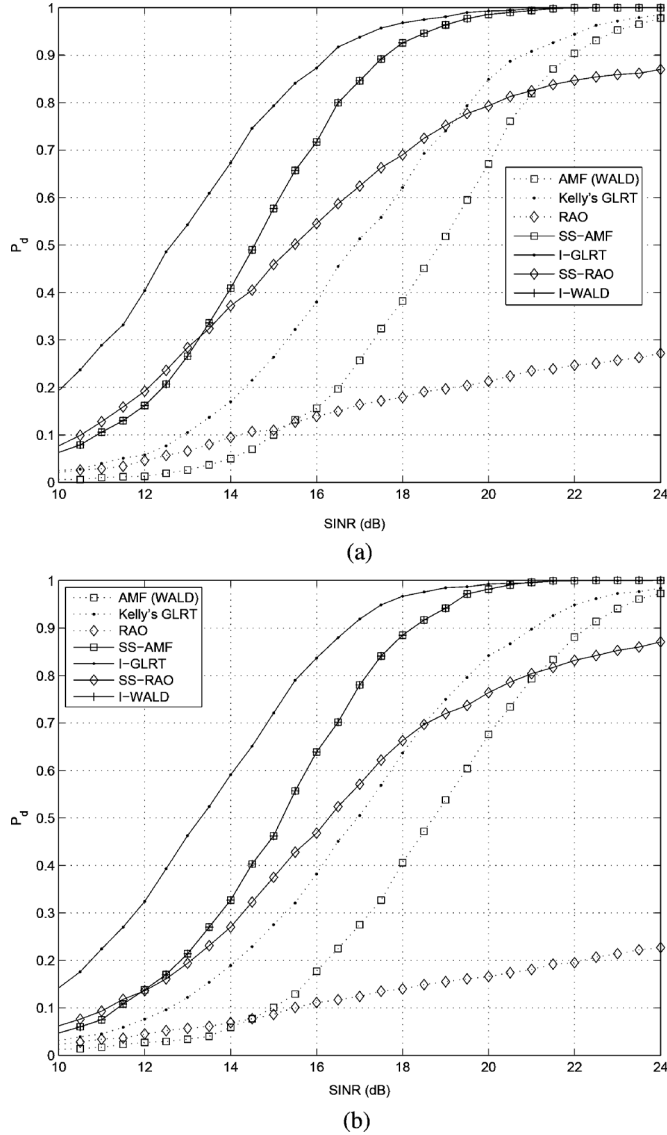 1
0.9
0.8
0.7
0.6
0.5
0.4
0.3
0.2
0.1
0
P_d
AMF (WALD)
Kelly's GLRT
RAO
SS-AMF
I-GLRT
SS-RAO
I-WALD
10 12 14 16 18 20 22 24
SINR (dB)
(a)
1
0.9
0.8
0.7
0.6
0.5
0.4
0.3
0.2
0.1
0
P_d
AMF (WALD)
Kelly's GLRT
RAO
SS-AMF
I-GLRT
SS-RAO
I-WALD
10 12 14 16 18 20 22 24
SINR (dB)
(b)